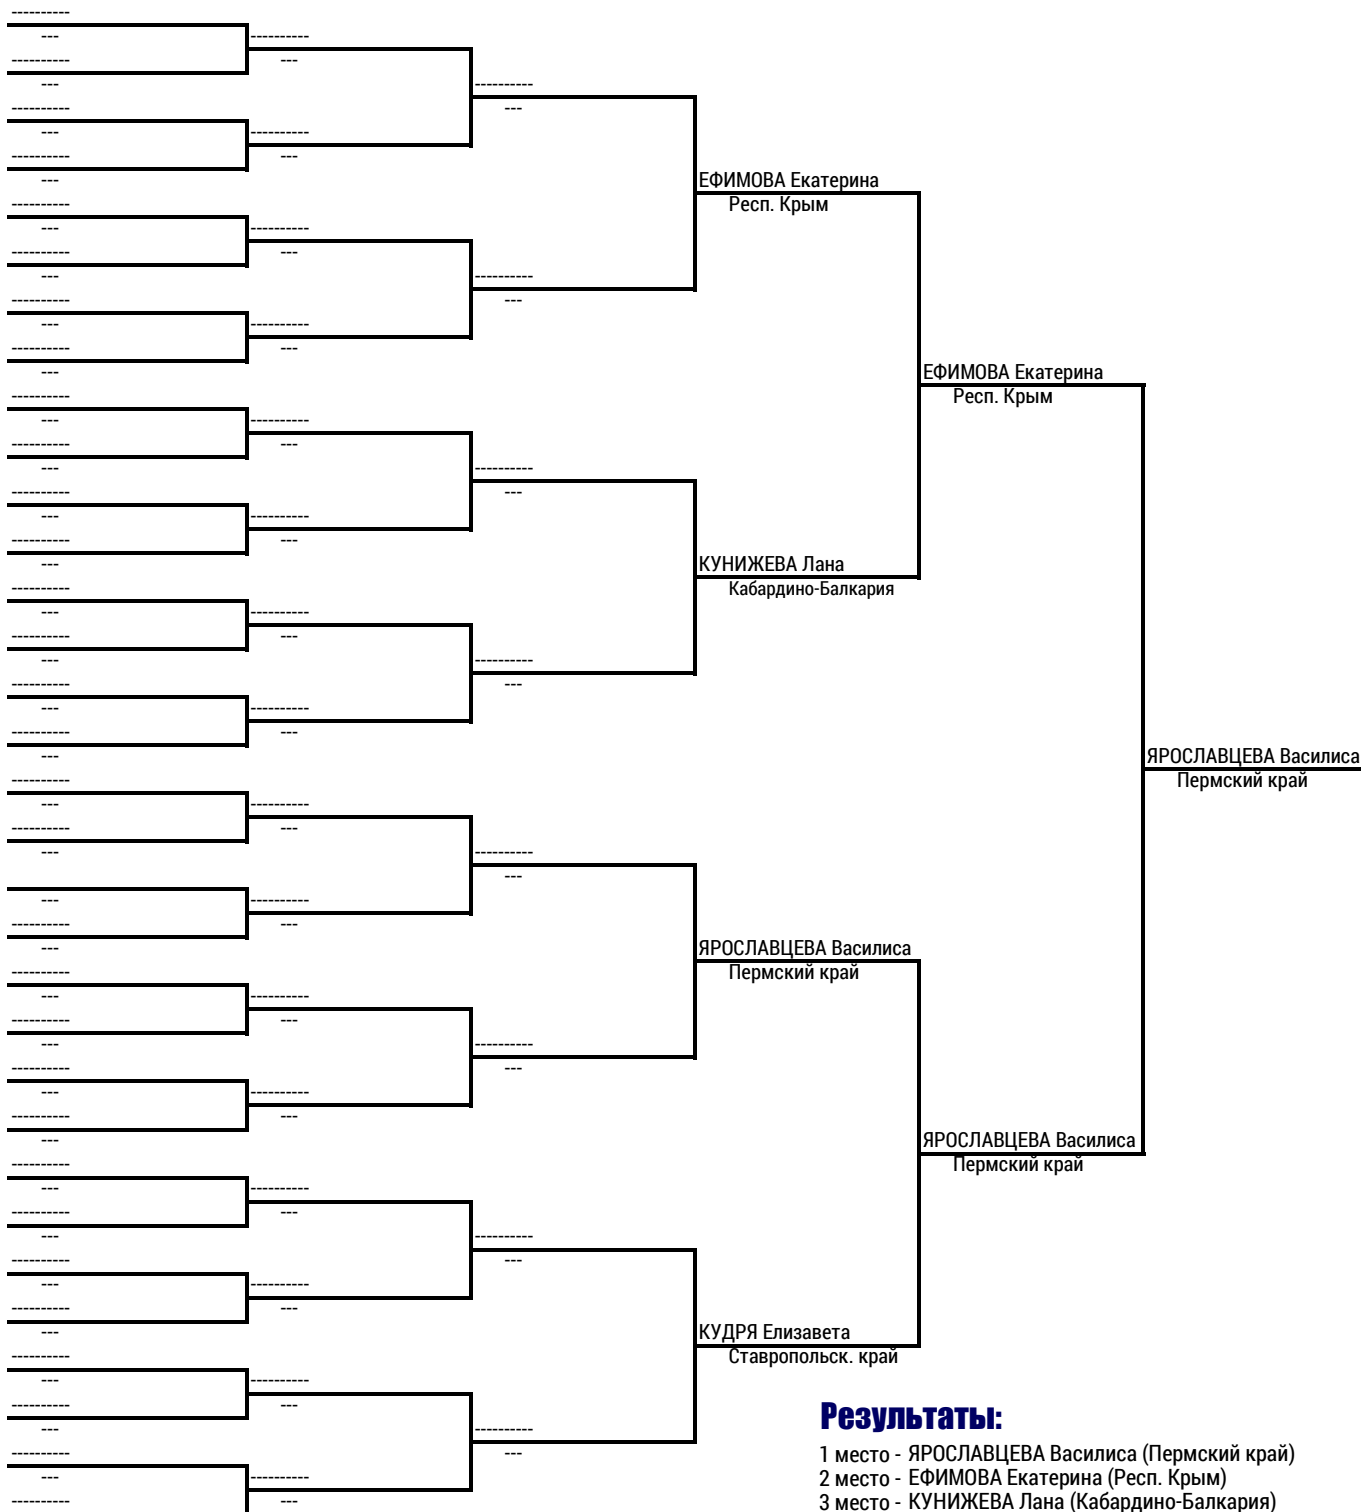 ЕФИМОВА Екатерина
Респ. Крым
ЕФИМОВА Екатерина
Респ. Крым
КУНИЖЕВА Лана
Кабардино-Балкария
ЯРОСЛАВЦЕВА Василиса
Пермский край
ЯРОСЛАВЦЕВА Василиса
Пермский край
ЯРОСЛАВЦЕВА Василиса
Пермский край
КУДРЯ Елизавета
Ставропольск. край
Результаты:
1 место - ЯРОСЛАВЦЕВА Василиса (Пермский край)
2 место - ЕФИМОВА Екатерина (Респ. Крым)
3 место - КУНИЖЕВА Лана (Кабардино-Балкария)